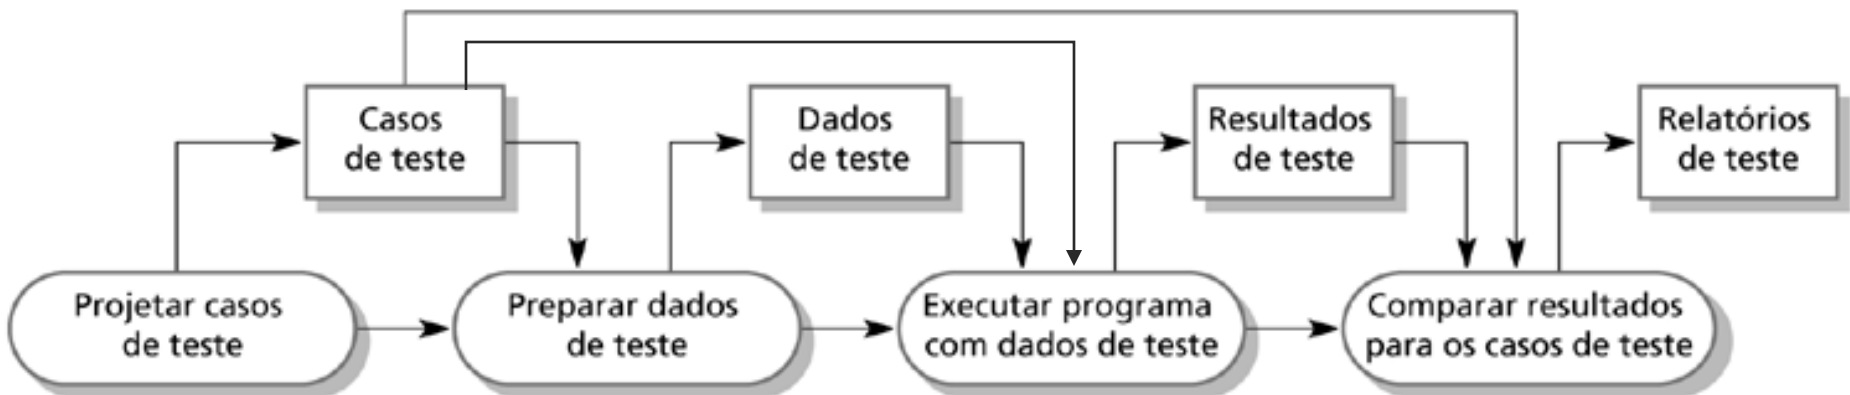 Casos
de teste
Dados
de teste
Resultados
de teste
Relatórios
de teste
Projetar casos
de teste
Preparar dados
de teste
Executar programa
com dados de teste
Comparar resultados
para os casos de teste